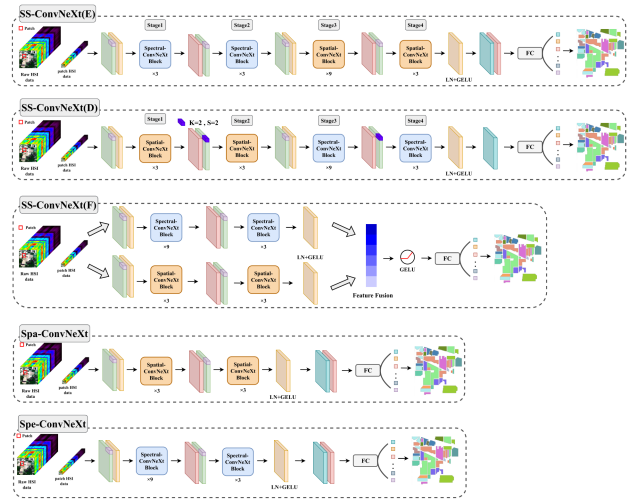 SS-ConvNeXt(E)
Patch
Raw HSI
data
patch HSI
data
Stage1
Spectral-
ConvNeXt
Block
×3
Stage2
Spectral-
ConvNeXt
Block
×3
Stage3
Spatial-
ConvNeXt
Block
×9
Stage4
Spatial-
ConvNeXt
Block
×3
LN+GELU
FC
SS-ConvNeXt(D)
Patch
Raw HSI
data
patch HSI
data
Stage1
Spatial-
ConvNeXt
Block
×3
K=2 , S=2
Stage2
Spatial-
ConvNeXt
Block
×3
Stage3
Spectral-
ConvNeXt
Block
×9
Stage4
Spectral-
ConvNeXt
Block
×3
LN+GELU
FC
SS-ConvNeXt(F)
Patch
Raw HSI
data
patch HSI
data
Spectral-
ConvNeXt
Block
×9
Spectral-
ConvNeXt
Block
×3
LN+GELU
Spatial-
ConvNeXt
Block
×3
Spatial-
ConvNeXt
Block
×3
LN+GELU
Feature Fusion
GELU
FC
Spa-ConvNeXt
Patch
Raw HSI
data
patch HSI
data
Spatial-
ConvNeXt
Block
×3
Spatial-
ConvNeXt
Block
×3
LN+GELU
FC
Spe-ConvNeXt
Patch
Raw HSI
data
patch HSI
data
Spectral-
ConvNeXt
Block
×9
Spectral-
ConvNeXt
Block
×3
LN+GELU
FC